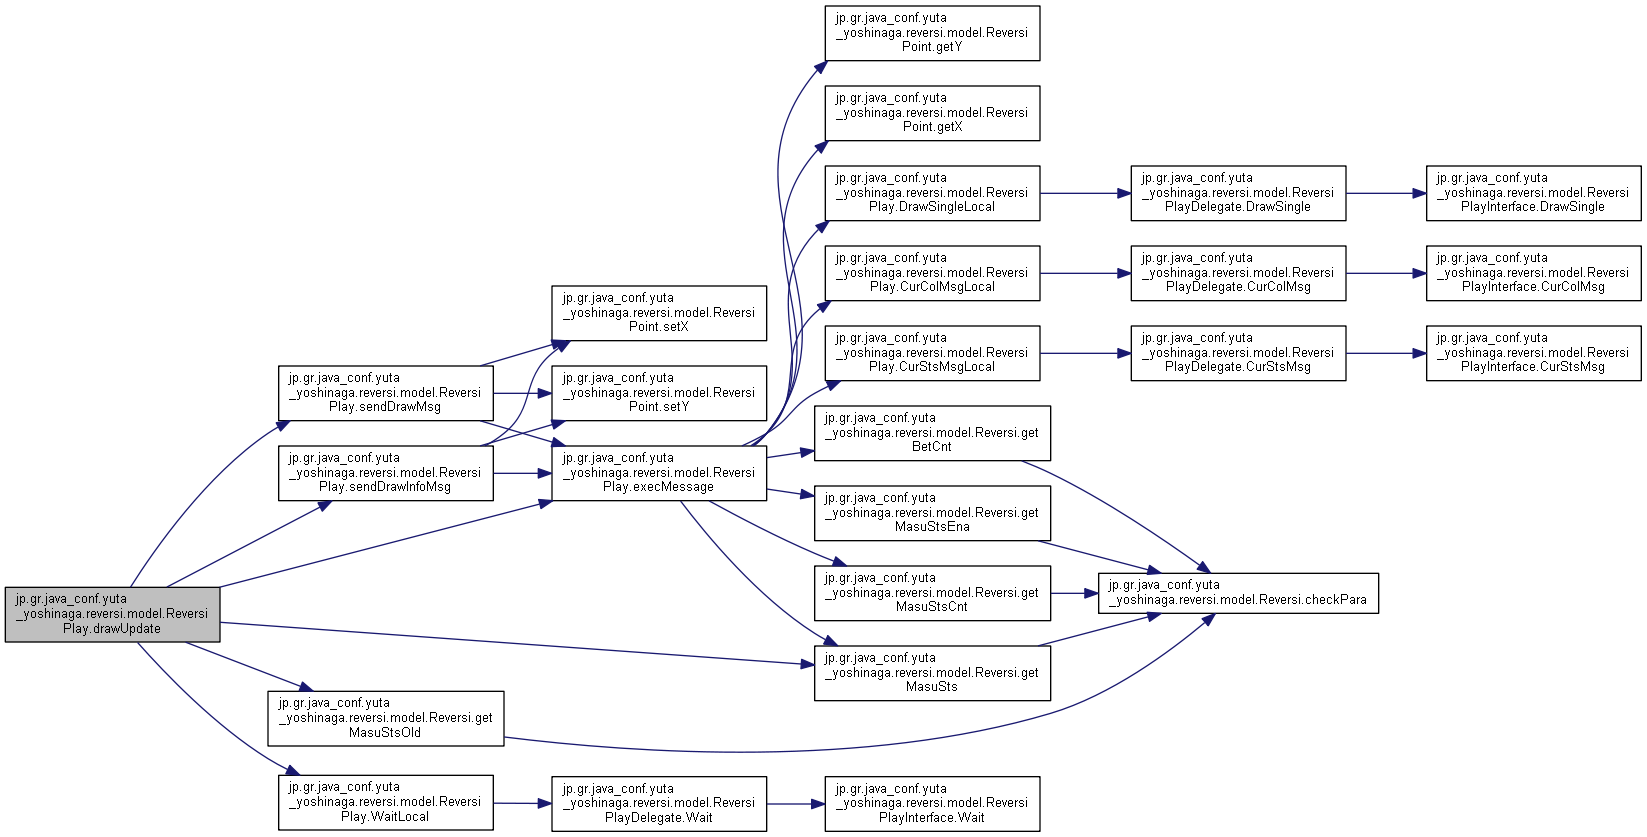 jp.gr.java_conf.yuta
_yoshinaga.reversi.model.Reversi
Point.getY
jp.gr.java_conf.yuta
_yoshinaga.reversi.model.Reversi
Point.getX
jp.gr.java_conf.yuta
_yoshinaga.reversi.model.Reversi
Play.DrawSingleLocal
jp.gr.java_conf.yuta
_yoshinaga.reversi.model.Reversi
PlayDelegate.DrawSingle
jp.gr.java_conf.yuta
_yoshinaga.reversi.model.Reversi
PlayInterface.DrawSingle
jp.gr.java_conf.yuta
_yoshinaga.reversi.model.Reversi
Play.CurColMsgLocal
jp.gr.java_conf.yuta
_yoshinaga.reversi.model.Reversi
PlayDelegate.CurColMsg
jp.gr.java_conf.yuta
_yoshinaga.reversi.model.Reversi
PlayInterface.CurColMsg
jp.gr.java_conf.yuta
_yoshinaga.reversi.model.Reversi
Point.setX
jp.gr.java_conf.yuta
_yoshinaga.reversi.model.Reversi
Play.CurStsMsgLocal
jp.gr.java_conf.yuta
_yoshinaga.reversi.model.Reversi
PlayDelegate.CurStsMsg
jp.gr.java_conf.yuta
_yoshinaga.reversi.model.Reversi
PlayInterface.CurStsMsg
jp.gr.java_conf.yuta
_yoshinaga.reversi.model.Reversi
Play.sendDrawMsg
jp.gr.java_conf.yuta
_yoshinaga.reversi.model.Reversi
Point.setY
jp.gr.java_conf.yuta
_yoshinaga.reversi.model.Reversi.get
BetCnt
jp.gr.java_conf.yuta
_yoshinaga.reversi.model.Reversi
Play.sendDrawInfoMsg
jp.gr.java_conf.yuta
_yoshinaga.reversi.model.Reversi
Play.execMessage
jp.gr.java_conf.yuta
_yoshinaga.reversi.model.Reversi.get
MasuStsEna
jp.gr.java_conf.yuta
_yoshinaga.reversi.model.Reversi.get
MasuStsCnt
jp.gr.java_conf.yuta
_yoshinaga.reversi.model.Reversi.checkPara
jp.gr.java_conf.yuta
_yoshinaga.reversi.model.Reversi
Play.drawUpdate
jp.gr.java_conf.yuta
_yoshinaga.reversi.model.Reversi.get
MasuSts
jp.gr.java_conf.yuta
_yoshinaga.reversi.model.Reversi.get
MasuStsOld
jp.gr.java_conf.yuta
_yoshinaga.reversi.model.Reversi
Play.WaitLocal
jp.gr.java_conf.yuta
_yoshinaga.reversi.model.Reversi
PlayDelegate.Wait
jp.gr.java_conf.yuta
_yoshinaga.reversi.model.Reversi
PlayInterface.Wait